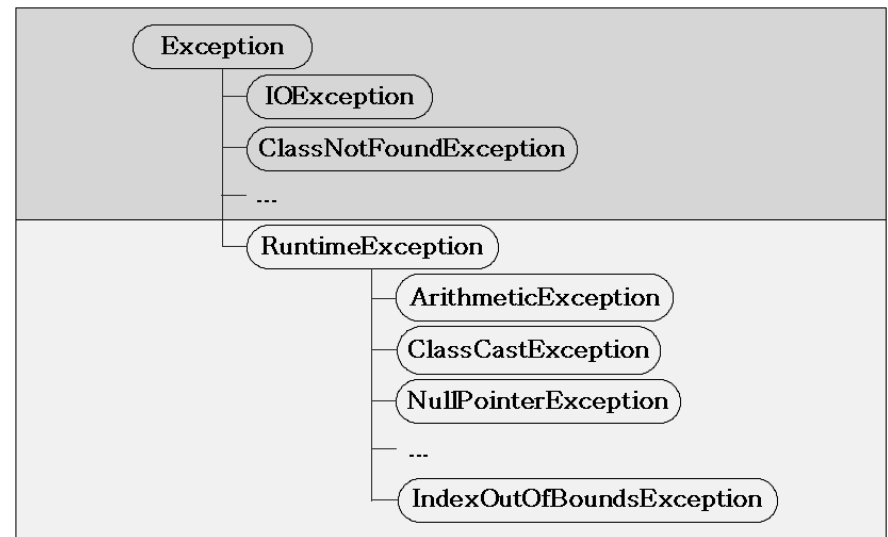 Exception
IOException
ClassNotFoundException
...
RuntimeException
ArithmeticException
ClassCastException
NullPointerException
...
IndexOutOfBoundsException